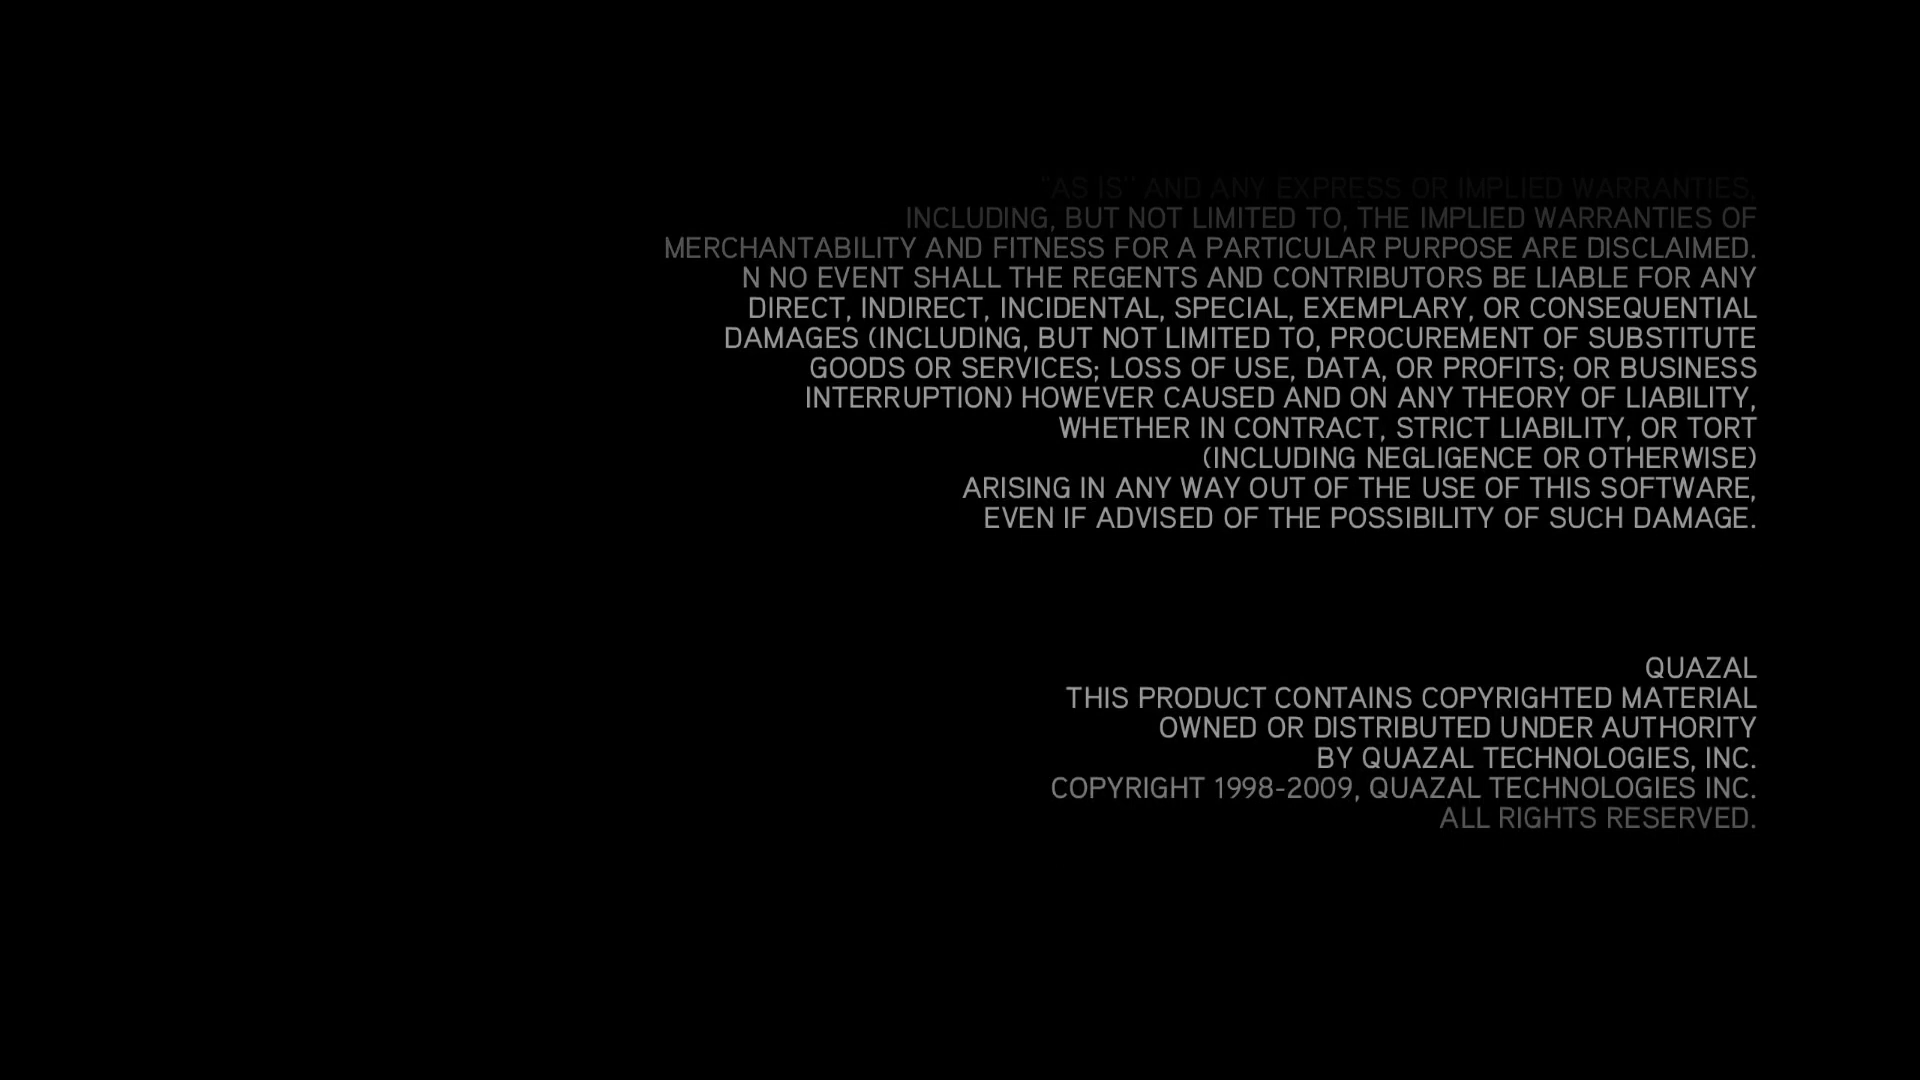 "AS IS" AND ANY EXPRESS OR IMPLIED WARRANTIES,
INCLUDING, BUT NOT LIMITED TO, THE IMPLIED WARRANTIES OF
MERCHANTABILITY AND FITNESS FOR A PARTICULAR PURPOSE ARE DISCLAIMED.
N NO EVENT SHALL THE REGENTS AND CONTRIBUTORS BE LIABLE FOR ANY
DIRECT, INDIRECT, INCIDENTAL, SPECIAL, EXEMPLARY, OR CONSEQUENTIAL
DAMAGES (INCLUDING, BUT NOT LIMITED TO, PROCUREMENT OF SUBSTITUTE
GOODS OR SERVICES; LOSS OF USE, DATA, OR PROFITS; OR BUSINESS
INTERRUPTION) HOWEVER CAUSED AND ON ANY THEORY OF LIABILITY,
WHETHER IN CONTRACT, STRICT LIABILITY, OR TORT
(INCLUDING NEGLIGENCE OR OTHERWISE)
ARISING IN ANY WAY OUT OF THE USE OF THIS SOFTWARE,
EVEN IF ADVISED OF THE POSSIBILITY OF SUCH DAMAGE.
QUAZAL
THIS PRODUCT CONTAINS COPYRIGHTED MATERIAL
OWNED OR DISTRIBUTED UNDER AUTHORITY
BY QUAZAL TECHNOLOGIES, INC.
COPYRIGHT 1998-2009, QUAZAL TECHNOLOGIES INC.
ALL RIGHTS RESERVED.